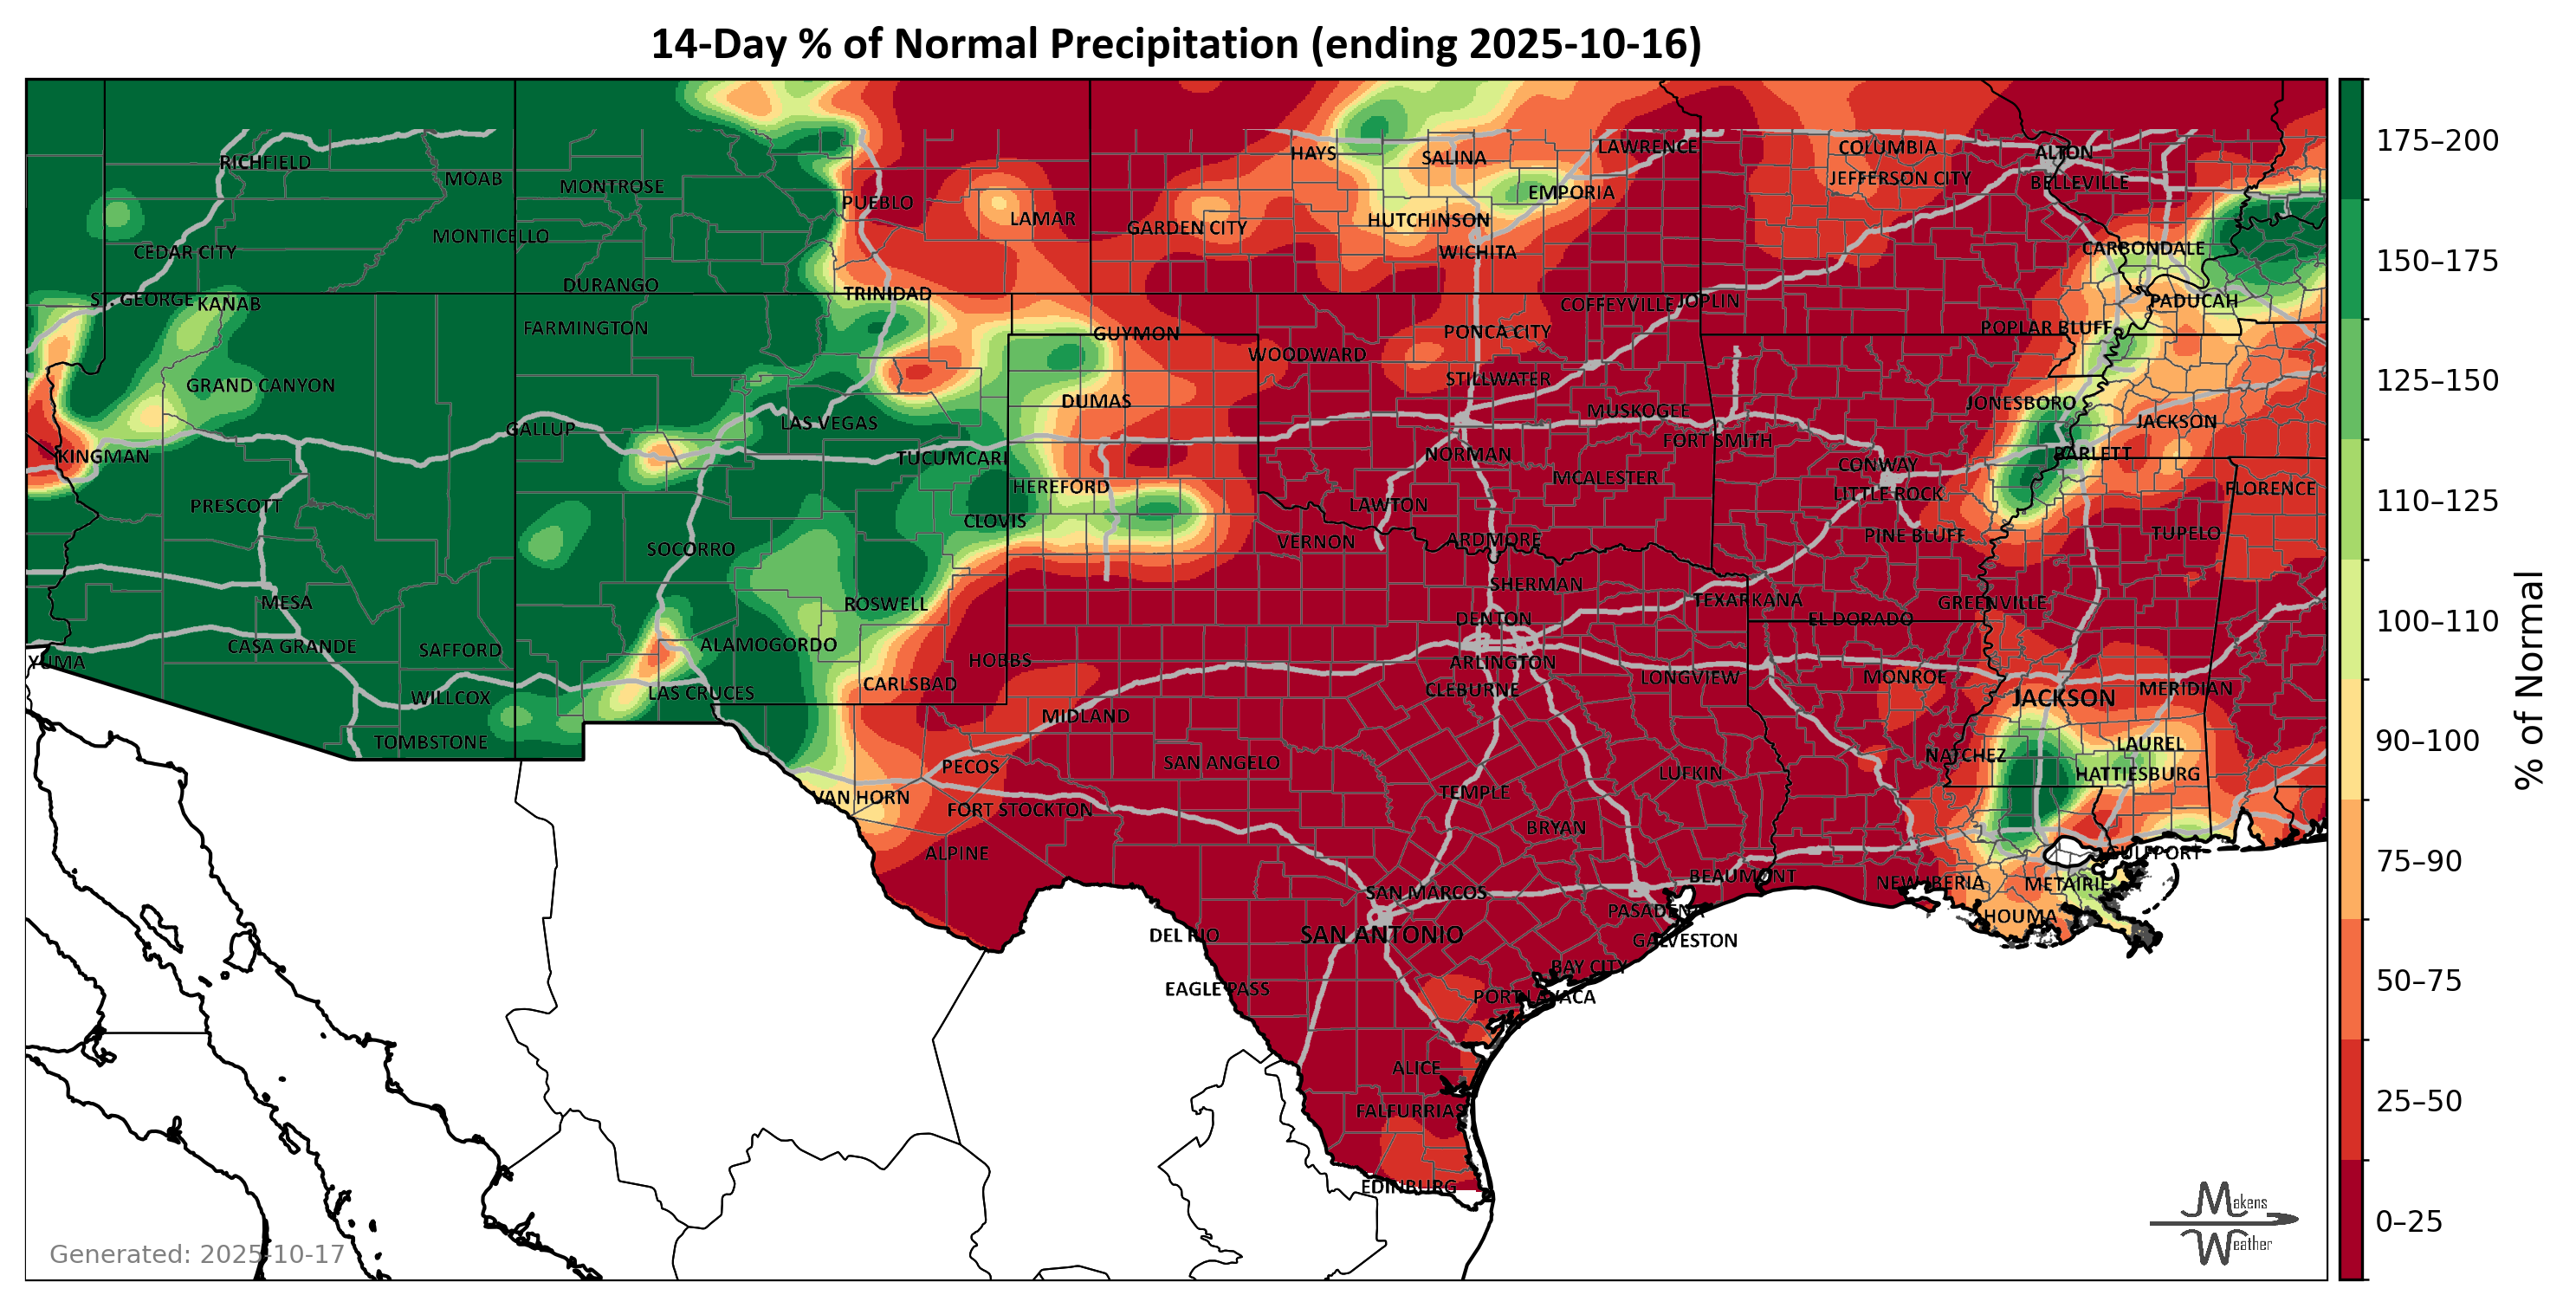 14-Day % of Normal Precipitation (ending 2025-10-16)
RICHFIELD
MOAB
MONTROSE
PUEBLO
LAMAR
HAYS
SALINA
LAWRENCE
COLUMBIA
ALTON
JEFFERSON CITY
BELLEVILLE
EMPORIA
GARDEN CITY
HUTCHINSON
MONTICELLO
CEDAR CITY
WICHITA
CARBONDALE
DURANGO
TRINIDAD
ST. GEORGE
KANAB
COFFEYVILLE
JOPLIN
PADUCAH
FARMINGTON
GUYMON
PONCA CITY
POPLAR BLUFF
WOODWARD
GRAND CANYON
STILLWATER
DUMAS
MUSKOGEE
JONESBORO
JACKSON
GALLUP
LAS VEGAS
FORT SMITH
KINGMAN
TUCUMCARI
NORMAN
BARLETT
CONWAY
MCALESTER
HEREFORD
LITTLE ROCK
FLORENCE
PRESCOTT
LAWTON
CLOVIS
PINE BLUFF
TUPELO
SOCORRO
VERNON
ARDMORE
SHERMAN
MESA
ROSWELL
TEXARKANA
GREENVILLE
DENTON
EL DORADO
CASA GRANDE
SAFFORD
ALAMOGORDO
YUMA
HOBBS
ARLINGTON
LONGVIEW
MONROE
CARLSBAD
CLEBURNE
MERIDIAN
WILLCOX
LAS CRUCES
JACKSON
MIDLAND
TOMBSTONE
LAUREL
NATCHEZ
PECOS
SAN ANGELO
LUFKIN
HATTIESBURG
VAN HORN
FORT STOCKTON
TEMPLE
BRYAN
ALPINE
GULFPORT
BEAUMONT
NEW IBERIA
METAIRIE
SAN MARCOS
PASADENA
HOUMA
DEL RIO
SAN ANTONIO
GALVESTON
BAY CITY
EAGLE PASS
PORT LAVACA
ALICE
FALFURRIAS
EDINBURG
Generated: 2025-10-17
Makens
Weather
175–200
150–175
125–150
110–125
100–110
90–100
75–90
50–75
25–50
0–25
% of Normal